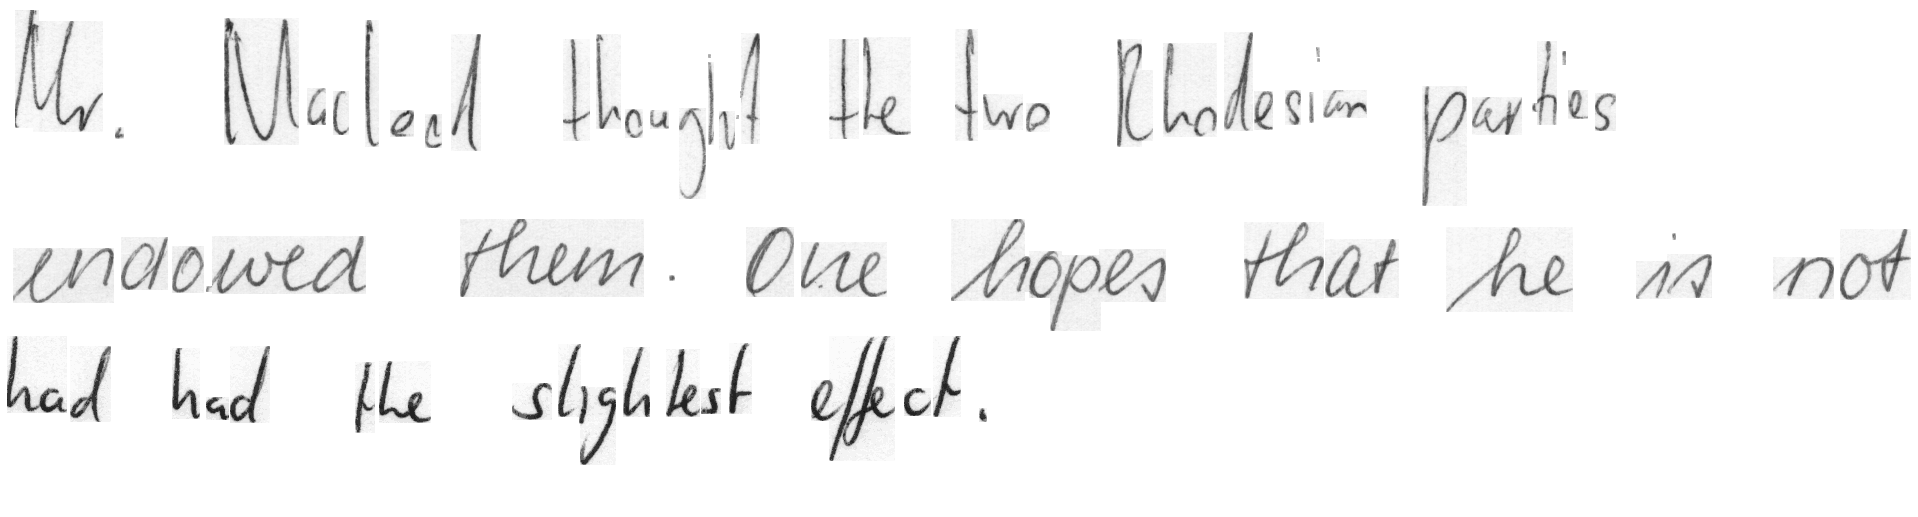 Mr. Macleod thought the two Rhodesian parties
endowed them. One hopes that he is not
had had the slightest effect.